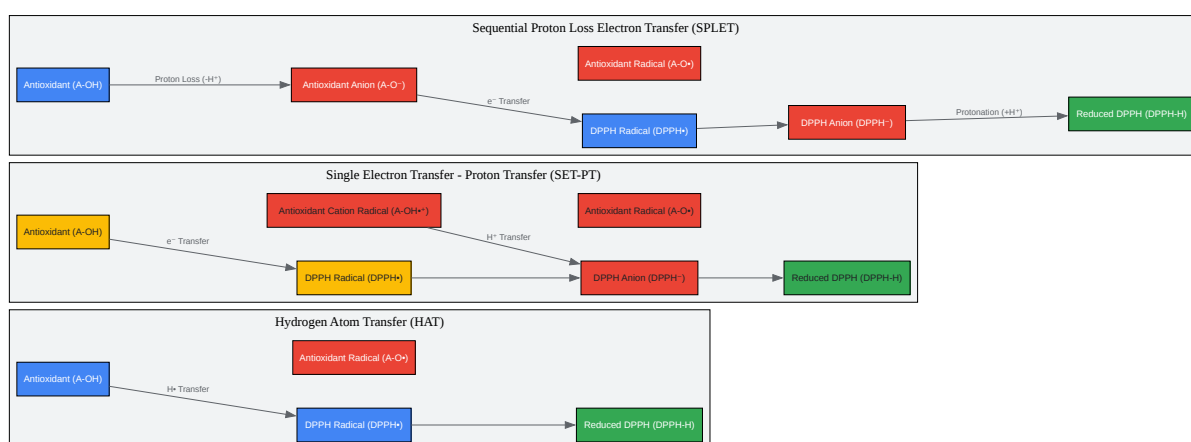 Sequential Proton Loss Electron Transfer (SPLET)
Antioxidant Radical (A-O•)
Antioxidant (A-OH)
Proton Loss (-H⁺)
Antioxidant Anion (A-O⁻)
e⁻ Transfer
DPPH Radical (DPPH•)
DPPH Anion (DPPH⁻)
Protonation (+H⁺)
Reduced DPPH (DPPH-H)
Single Electron Transfer - Proton Transfer (SET-PT)
Antioxidant Cation Radical (A-OH•⁺)
Antioxidant Radical (A-O•)
Antioxidant (A-OH)
e⁻ Transfer
H⁺ Transfer
DPPH Radical (DPPH•)
DPPH Anion (DPPH⁻)
Reduced DPPH (DPPH-H)
Hydrogen Atom Transfer (HAT)
Antioxidant Radical (A-O•)
Antioxidant (A-OH)
H• Transfer
DPPH Radical (DPPH•)
Reduced DPPH (DPPH-H)